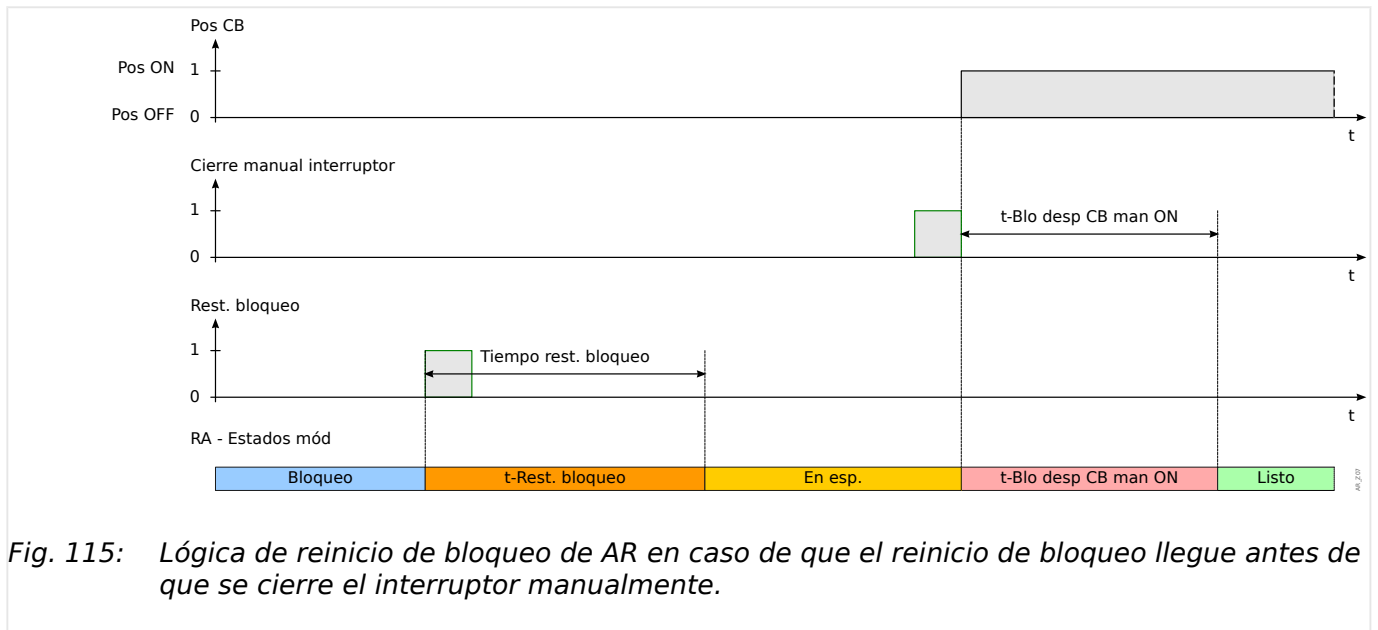 Pos CB
Pos ON 1
Pos OFF 0
t
Cierre manual interruptor
1
t-Blo desp CB man ON
0
t
Rest. bloqueo
1
Tiempo rest. bloqueo
0
t
RA - Estados mód
Bloqueo t-Rest. bloqueo En esp. t-Blo desp CB man ON Listo
AR_Z07
Fig. 115: Lógica de reinicio de bloqueo de AR en caso de que el reinicio de bloqueo llegue antes de
que se cierre el interruptor manualmente.